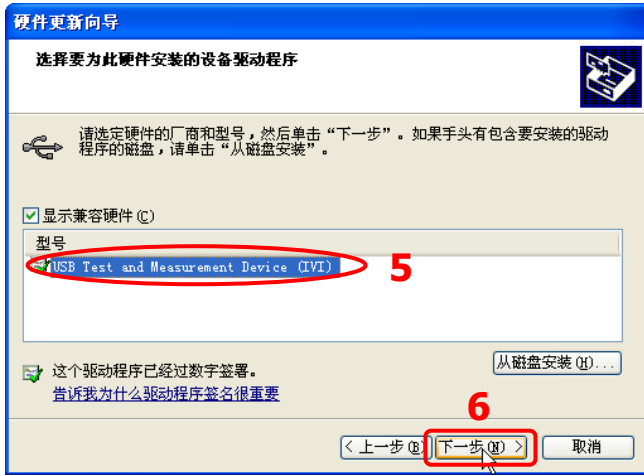 硬件更新向导
选择要为此硬件安装的设备驱动程序
请选定硬件的厂商和型号，然后单击“下一步”。如果手头有包含要安装的驱动
程序的磁盘，请单击“从磁盘安装”。
显示兼容硬件(C)
型号
USB Test and Measurement Device (IVI)
5
这个驱动程序已经过数字签署。
从磁盘安装(H)...
告诉我为什么驱动程序签名很重要
6
< 上一步(B) 下一步(N) > 取消